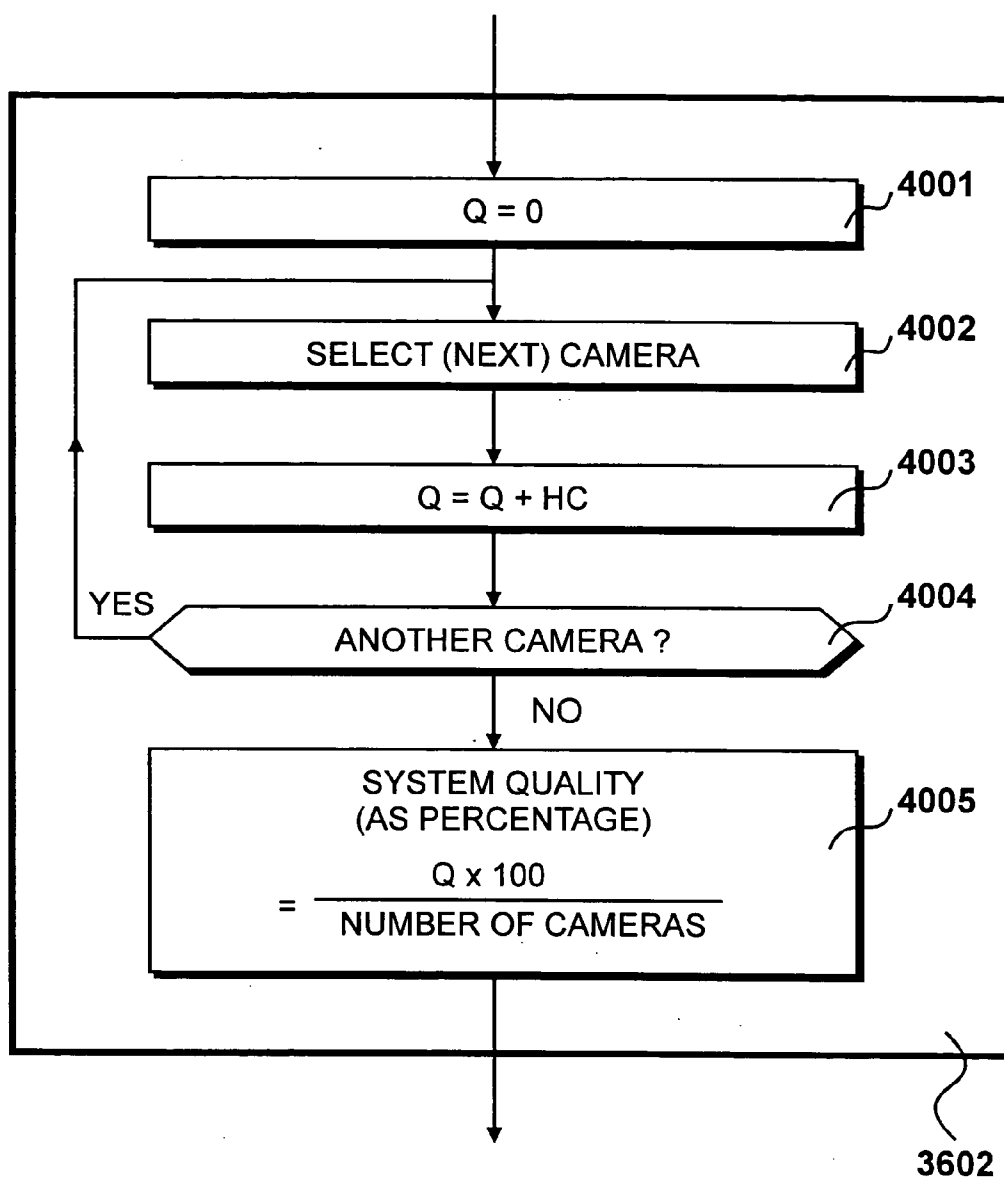 4001
Q = 0
4002
SELECT (NEXT) CAMERA
4003
Q = Q + HC
YES
4004
ANOTHER CAMERA ?
NO
SYSTEM QUALITY
(AS PERCENTAGE)
4005
Q x 100
=
NUMBER OF CAMERAS
3602